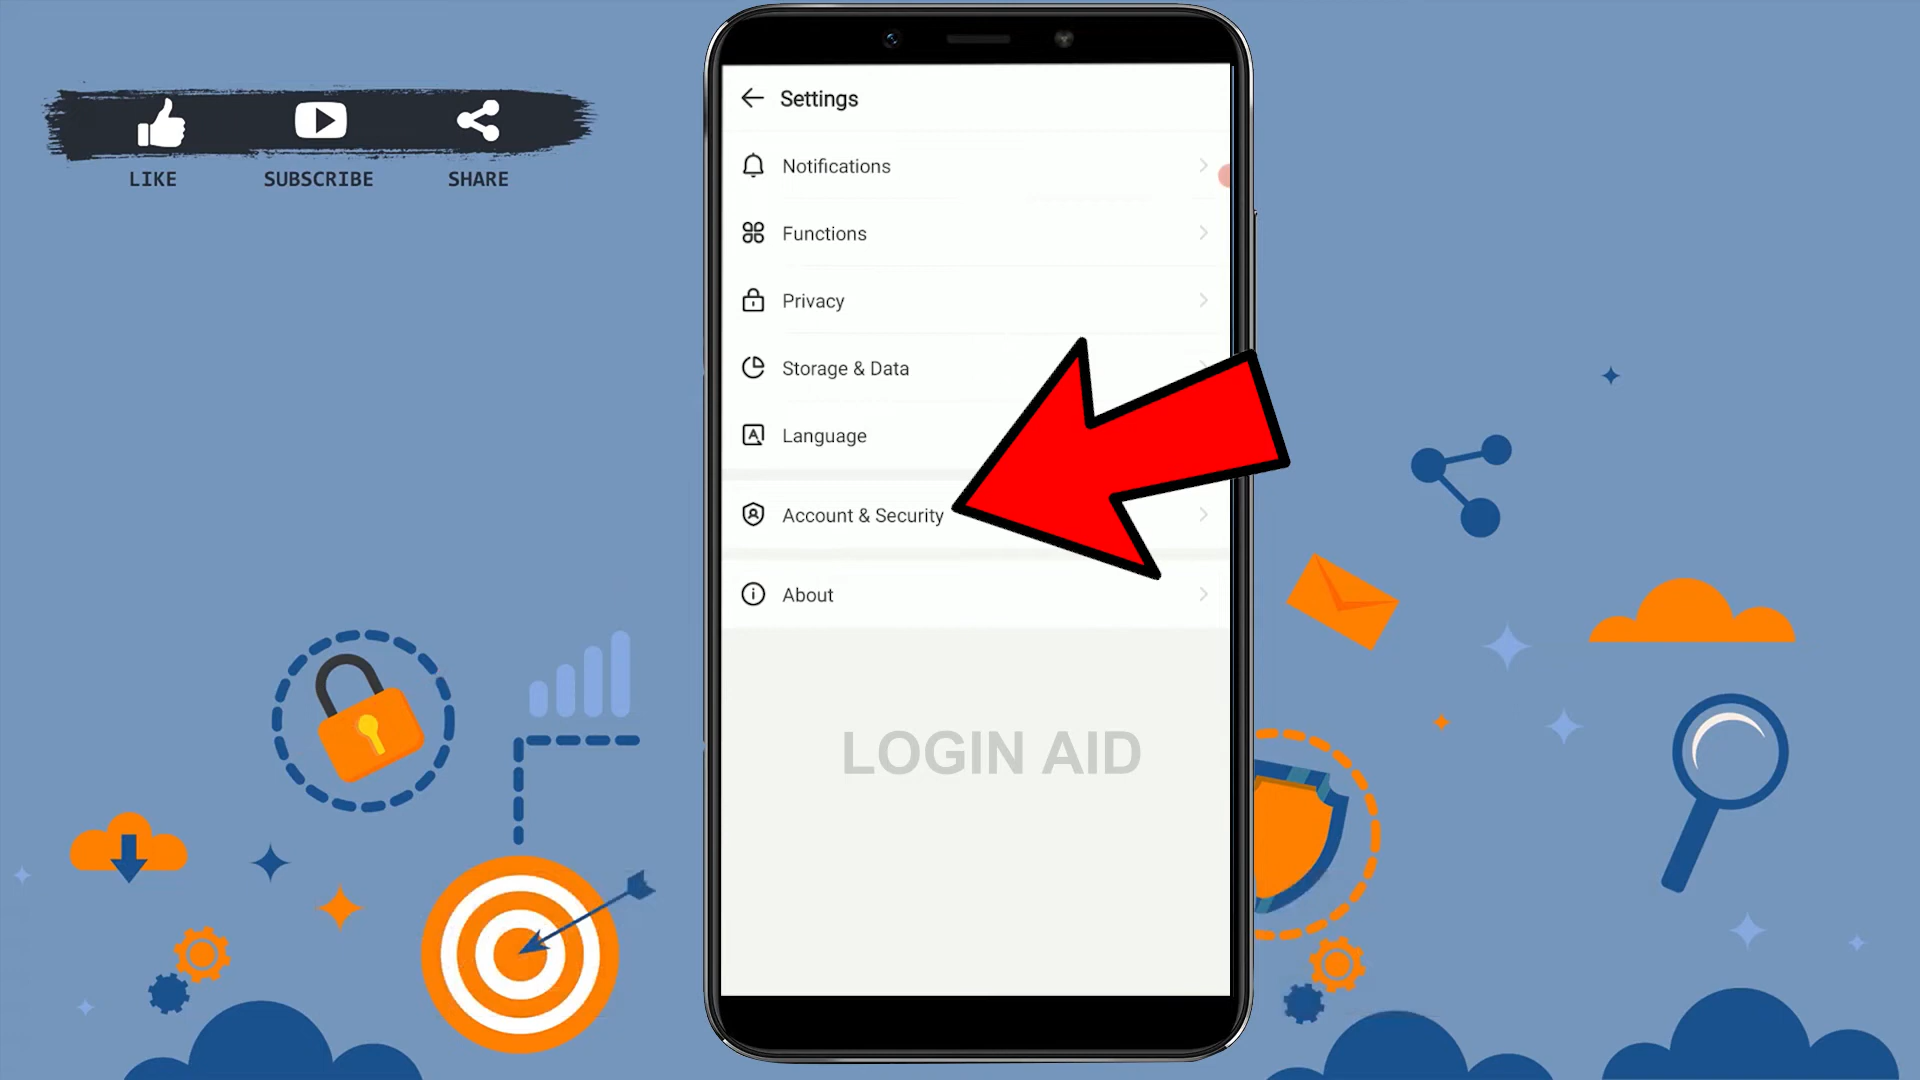 LIKE SUBSCRIBE SHARE
Settings
Notifications
Functions
Privacy
Storage & Data
Language
Account & Security
About
LOGIN AID